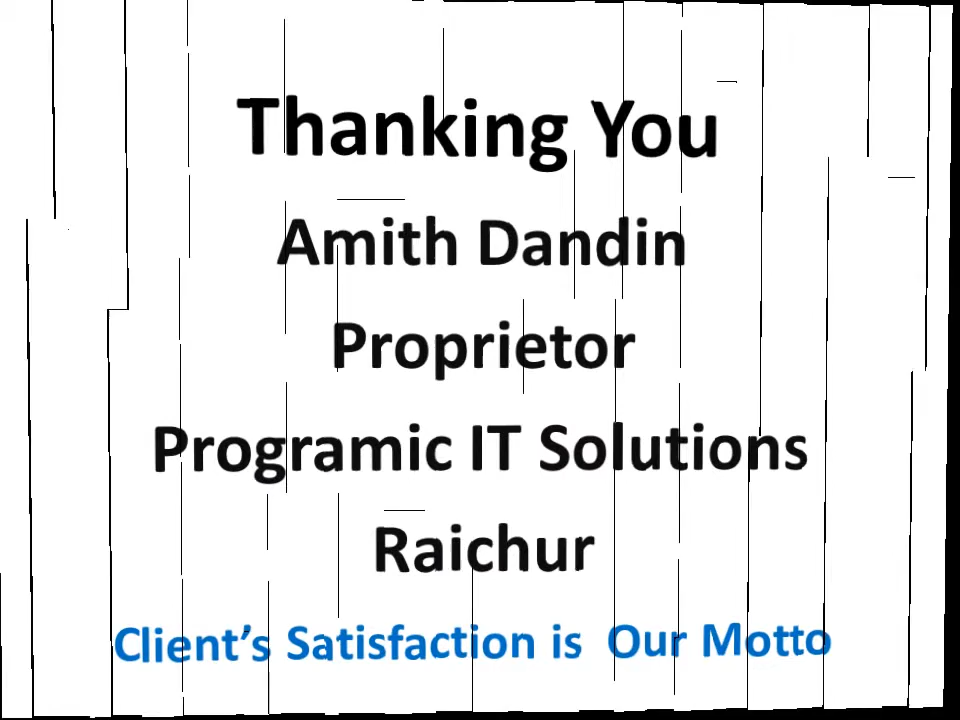 Thanking You
Amith Dandin
Proprietor
Programic IT Solutions
Raichur
Client's Satisfaction is Our Motto